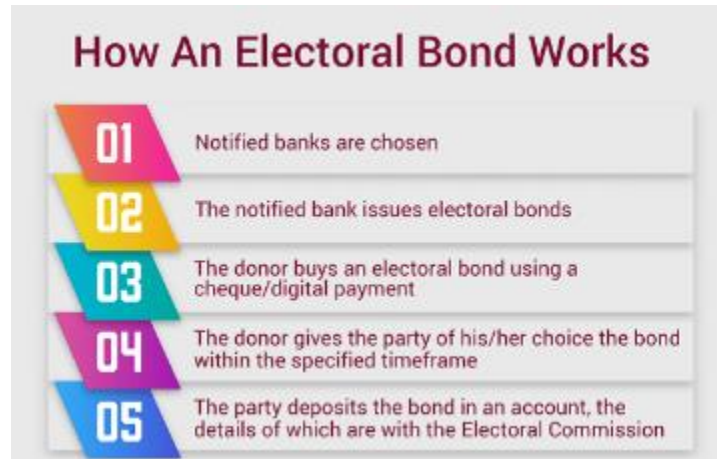 How An Electoral Bond Works
01
Notified banks are chosen
02
The notified bank issues electoral bonds
03
The donor buys an electoral bond using a
cheque/digital payment
04
The donor gives the party of his/her choice the bond
within the specified timeframe
05
The party deposits the bond in an account, the
details of which are with the Electoral Commission